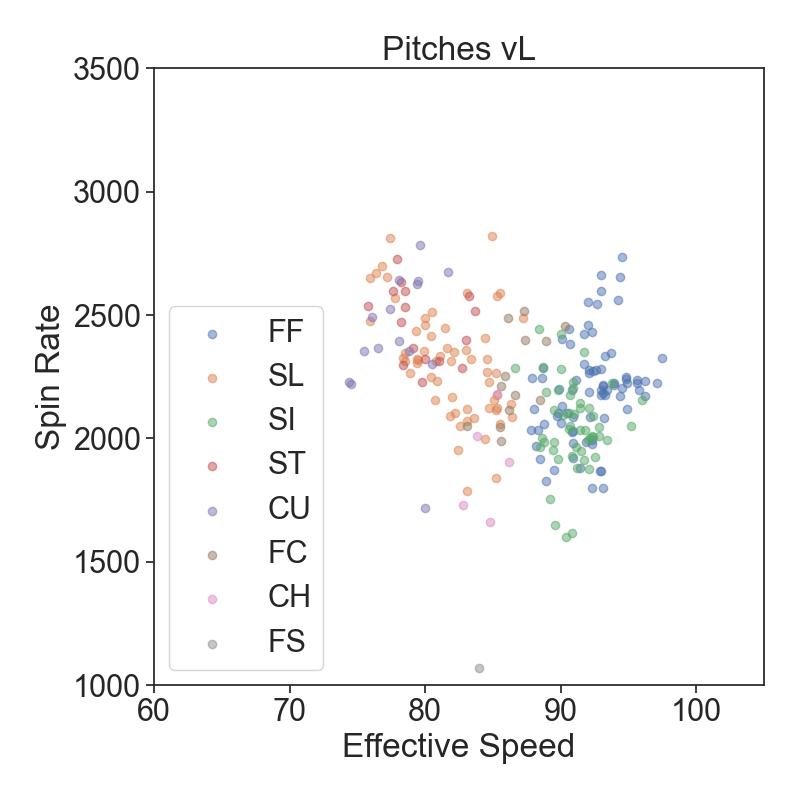 Pitches vL
3500
3000
2500
2000
1500
1000
Spin Rate
FF
SL
SI
ST
CU
FC
CH
FS
60 70 80 90 100
Effective Speed